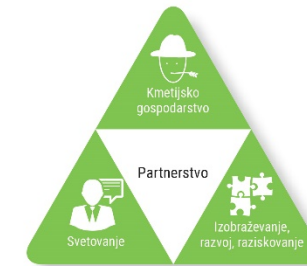 Kmetijsko
gospodarstvo
Partnerstvo
Svetovanje
Izobraževanje,
razvoj, raziskovanje